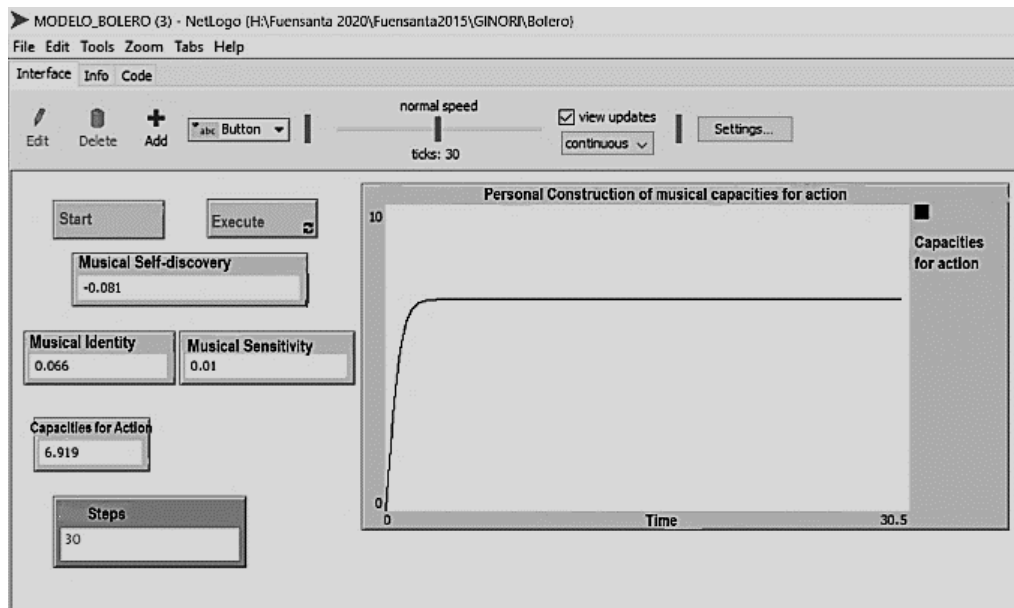 MODELO_BOLERO (3) - NetLogo {H:\Fuensanta 2020\Fuensanta2015\GINORI\Bolero}
File Edit Tools Zoom Tabs Help
Interface Info Code
normal speed
view updates
Edit Delete Add
abc Button
ticks: 30
continuous
Settings...
Start
Execute
Musical Self-discovery
-0.081
Musical Identity
0.066
Musical Sensitivity
0.01
Capacities for Action
6.919
Steps
30
Personal Construction of musical capacities for action
10
0
0
Time
30.5
Capacities
for action